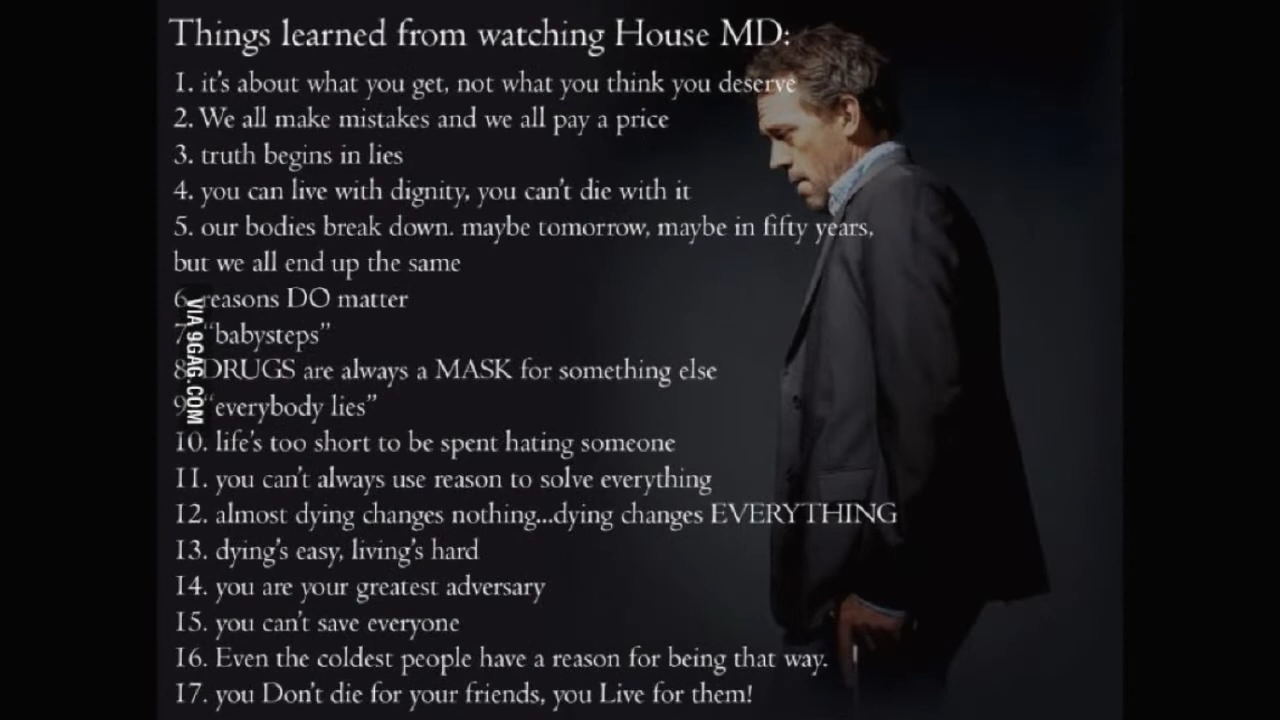 Things learned from watching House MD:
1. it's about what you get, not what you think you deserve
2. We all make mistakes and we all pay a price
3. truth begins in lies
4. you can live with dignity, you can't die with it
5. our bodies break down. maybe tomorrow, maybe in fifty years,
but we all end up the same
6. reasons DO matter
7. "babysteps"
8. DRUGS are always a MASK for something else
9. "everybody lies"
10. life's too short to be spent hating someone
11. you can't always use reason to solve everything
12. almost dying changes nothing...dying changes EVERYTHING
13. dying's easy, living's hard
14. you are your greatest adversary
15. you can't save everyone
16. Even the coldest people have a reason for being that way.
17. you Don't die for your friends, you Live for them!
VIA 9GAG.COM